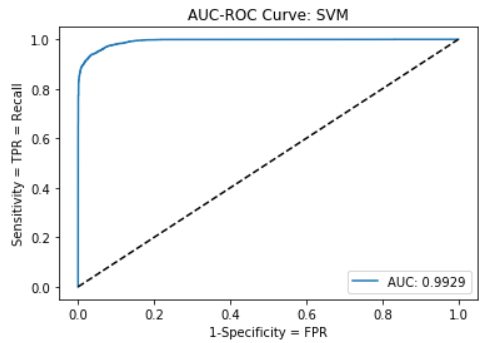 AUC-ROC Curve: SVM
1.0
0.8
0.6
0.4
0.2
0.0
Sensitivity = TPR = Recall
AUC: 0.9929
0.0 0.2 0.4 0.6 0.8 1.0
1-Specificity = FPR